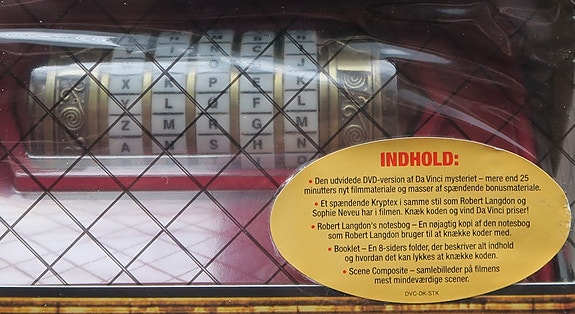 INDHOLD:
• Den udvidede DVD-version af Da Vinci mysteriet – mere end 25
minutters nyt filmmateriale og masser af spændende bonusmateriale.
• Et spændende Kryptex i samme stil som Robert Langdon og
Sophie Neveu har i filmen. Knæk koden og vind Da Vinci priser!
• Robert Langdon's notesbog – En nøjagtig kopi af den notesbog
som Robert Langdon bruger til at knække koder med.
• Booklet – En 8-siders folder, der beskriver alt indhold
og hvordan det kan lykkes at knække koden.
• Scene Composite – samlebilleder på filmens
mest mindeværdige scener.
DVC-DK-STK